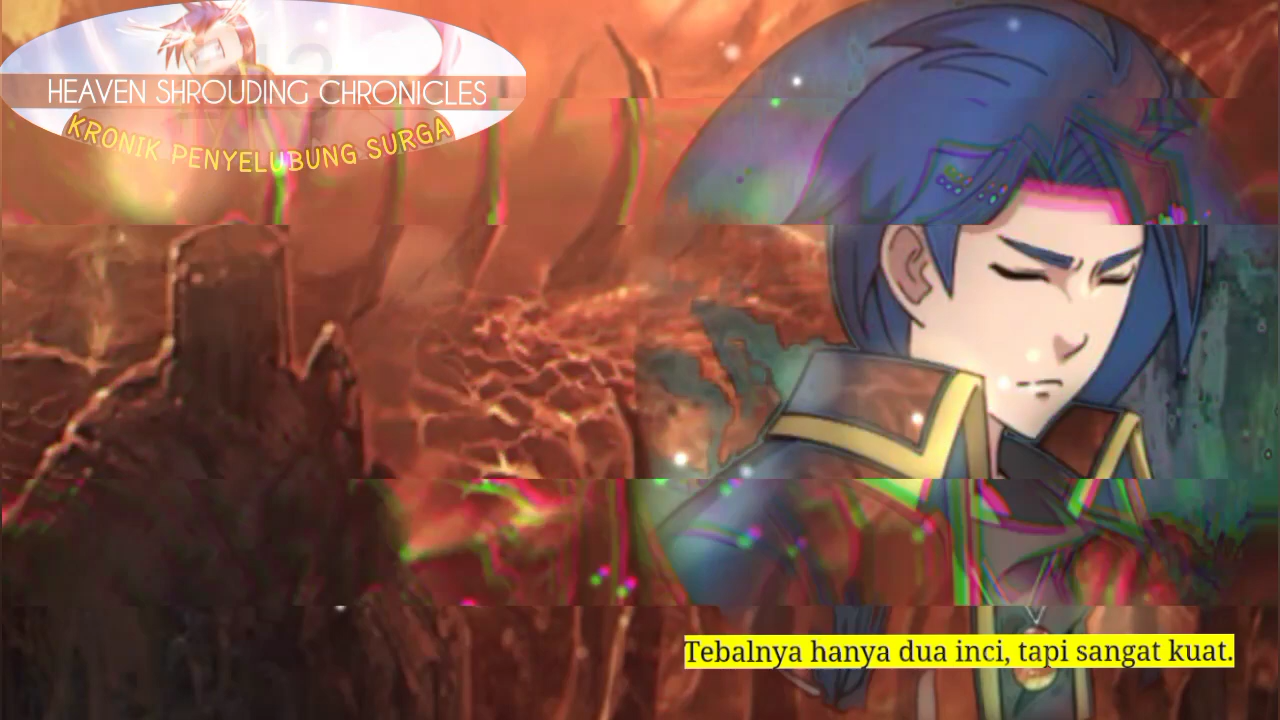 HEAVEN SHROUDING CHRONICLES
KRONIK PENYELUBUNG SURGA
Tebalnya hanya dua inci, tapi sangat kuat.